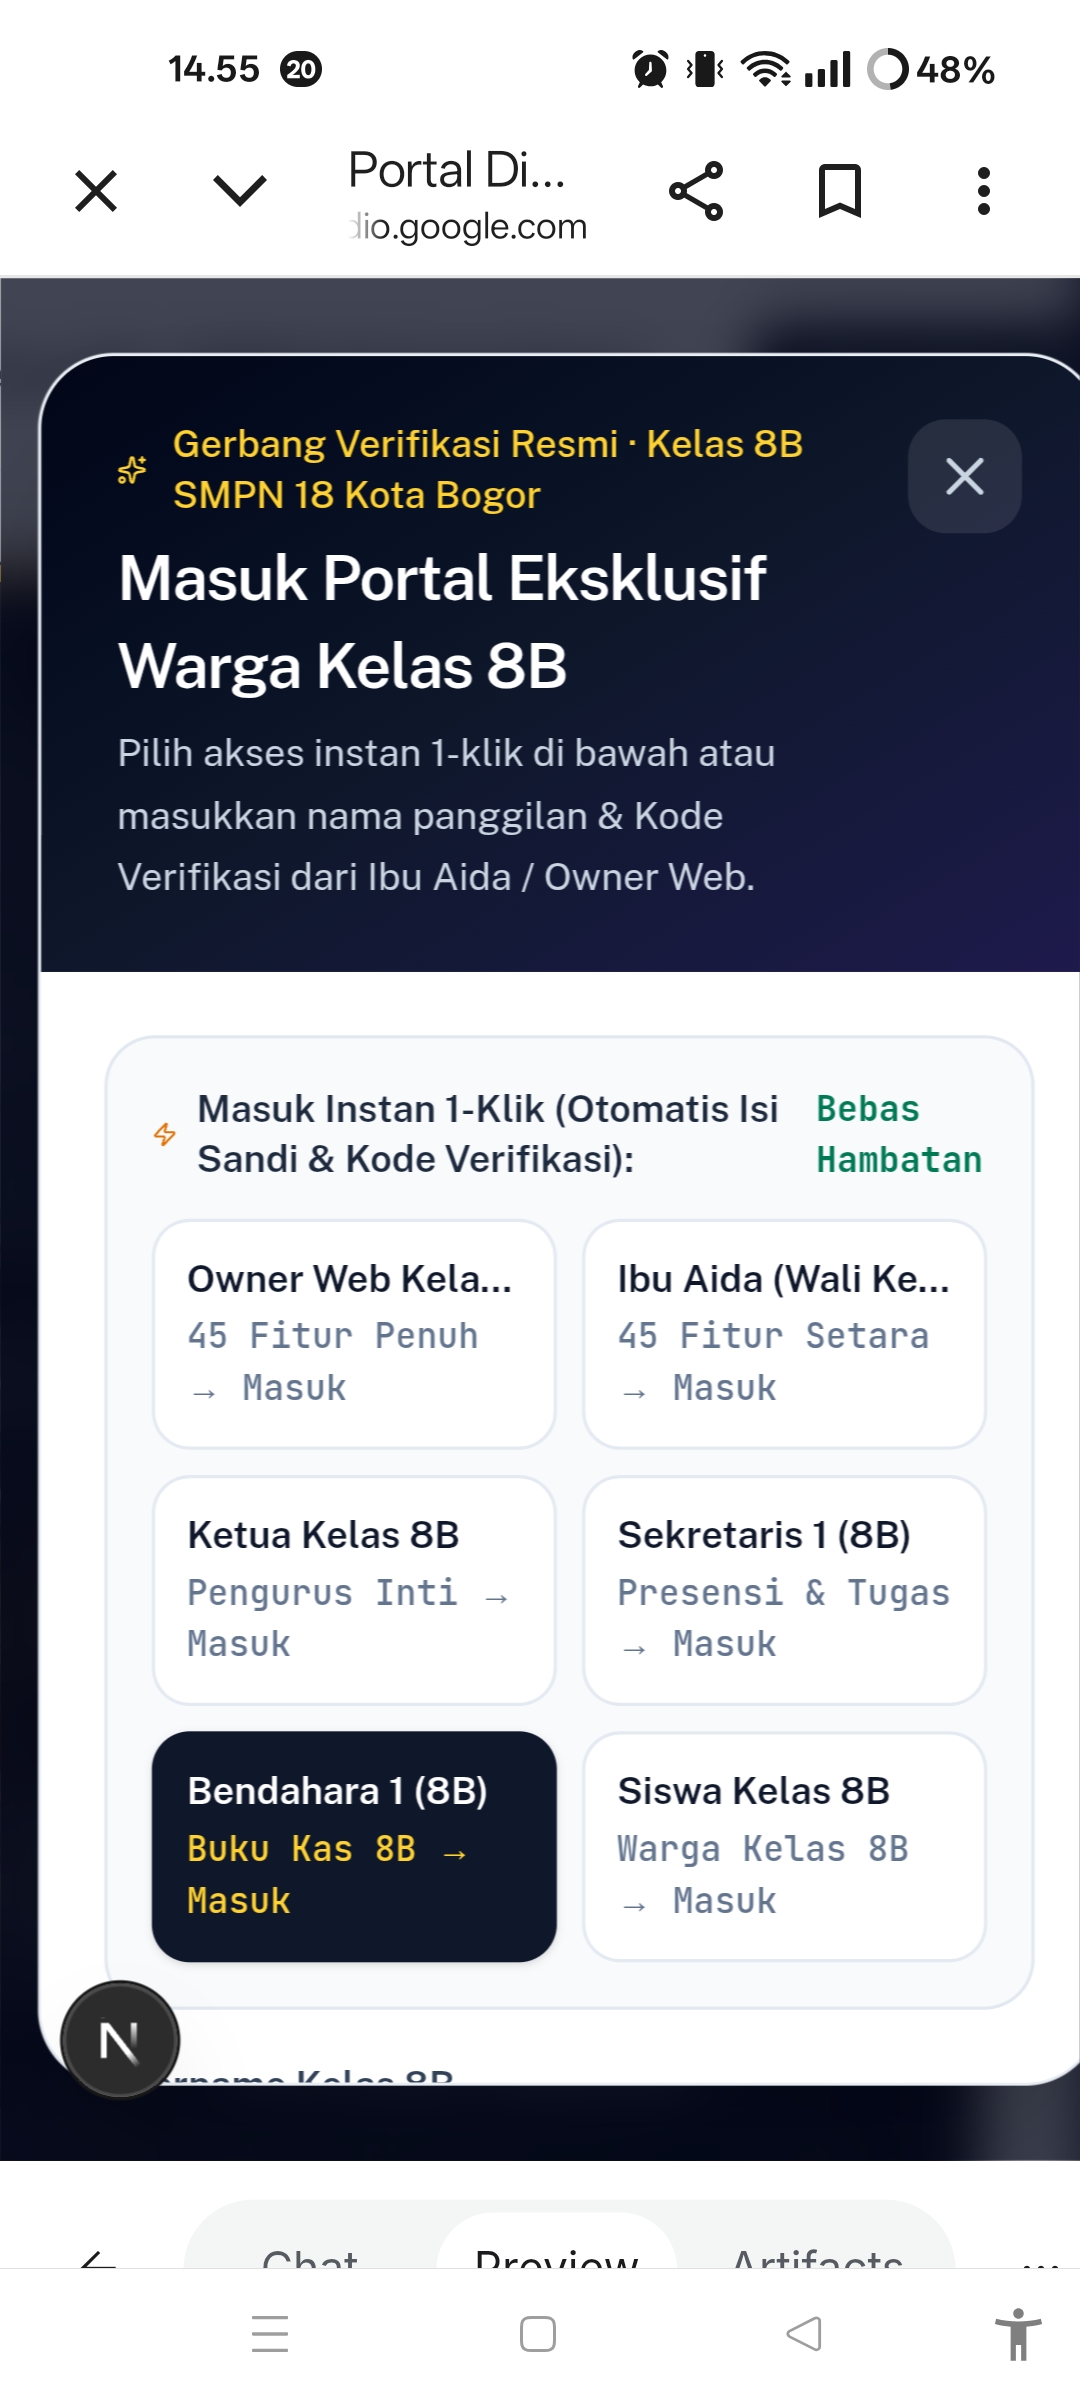 14.55 20 48%
Portal Di...
dio.google.com
Gerbang Verifikasi Resmi · Kelas 8B
SMPN 18 Kota Bogor
Masuk Portal Eksklusif
Warga Kelas 8B
Pilih akses instan 1-klik di bawah atau
masukkan nama panggilan & Kode
Verifikasi dari Ibu Aida / Owner Web.
Masuk Instan 1-Klik (Otomatis Isi
Sandi & Kode Verifikasi):
Bebas
Hambatan
Owner Web Kela...
45 Fitur Penuh
→ Masuk
Ibu Aida (Wali Ke...
45 Fitur Setara
→ Masuk
Ketua Kelas 8B
Pengurus Inti →
Masuk
Sekretaris 1 (8B)
Presensi & Tugas
→ Masuk
Bendahara 1 (8B)
Buku Kas 8B →
Masuk
Siswa Kelas 8B
Warga Kelas 8B
→ Masuk
N
Kelas 8B
Chat Preview Artifacts